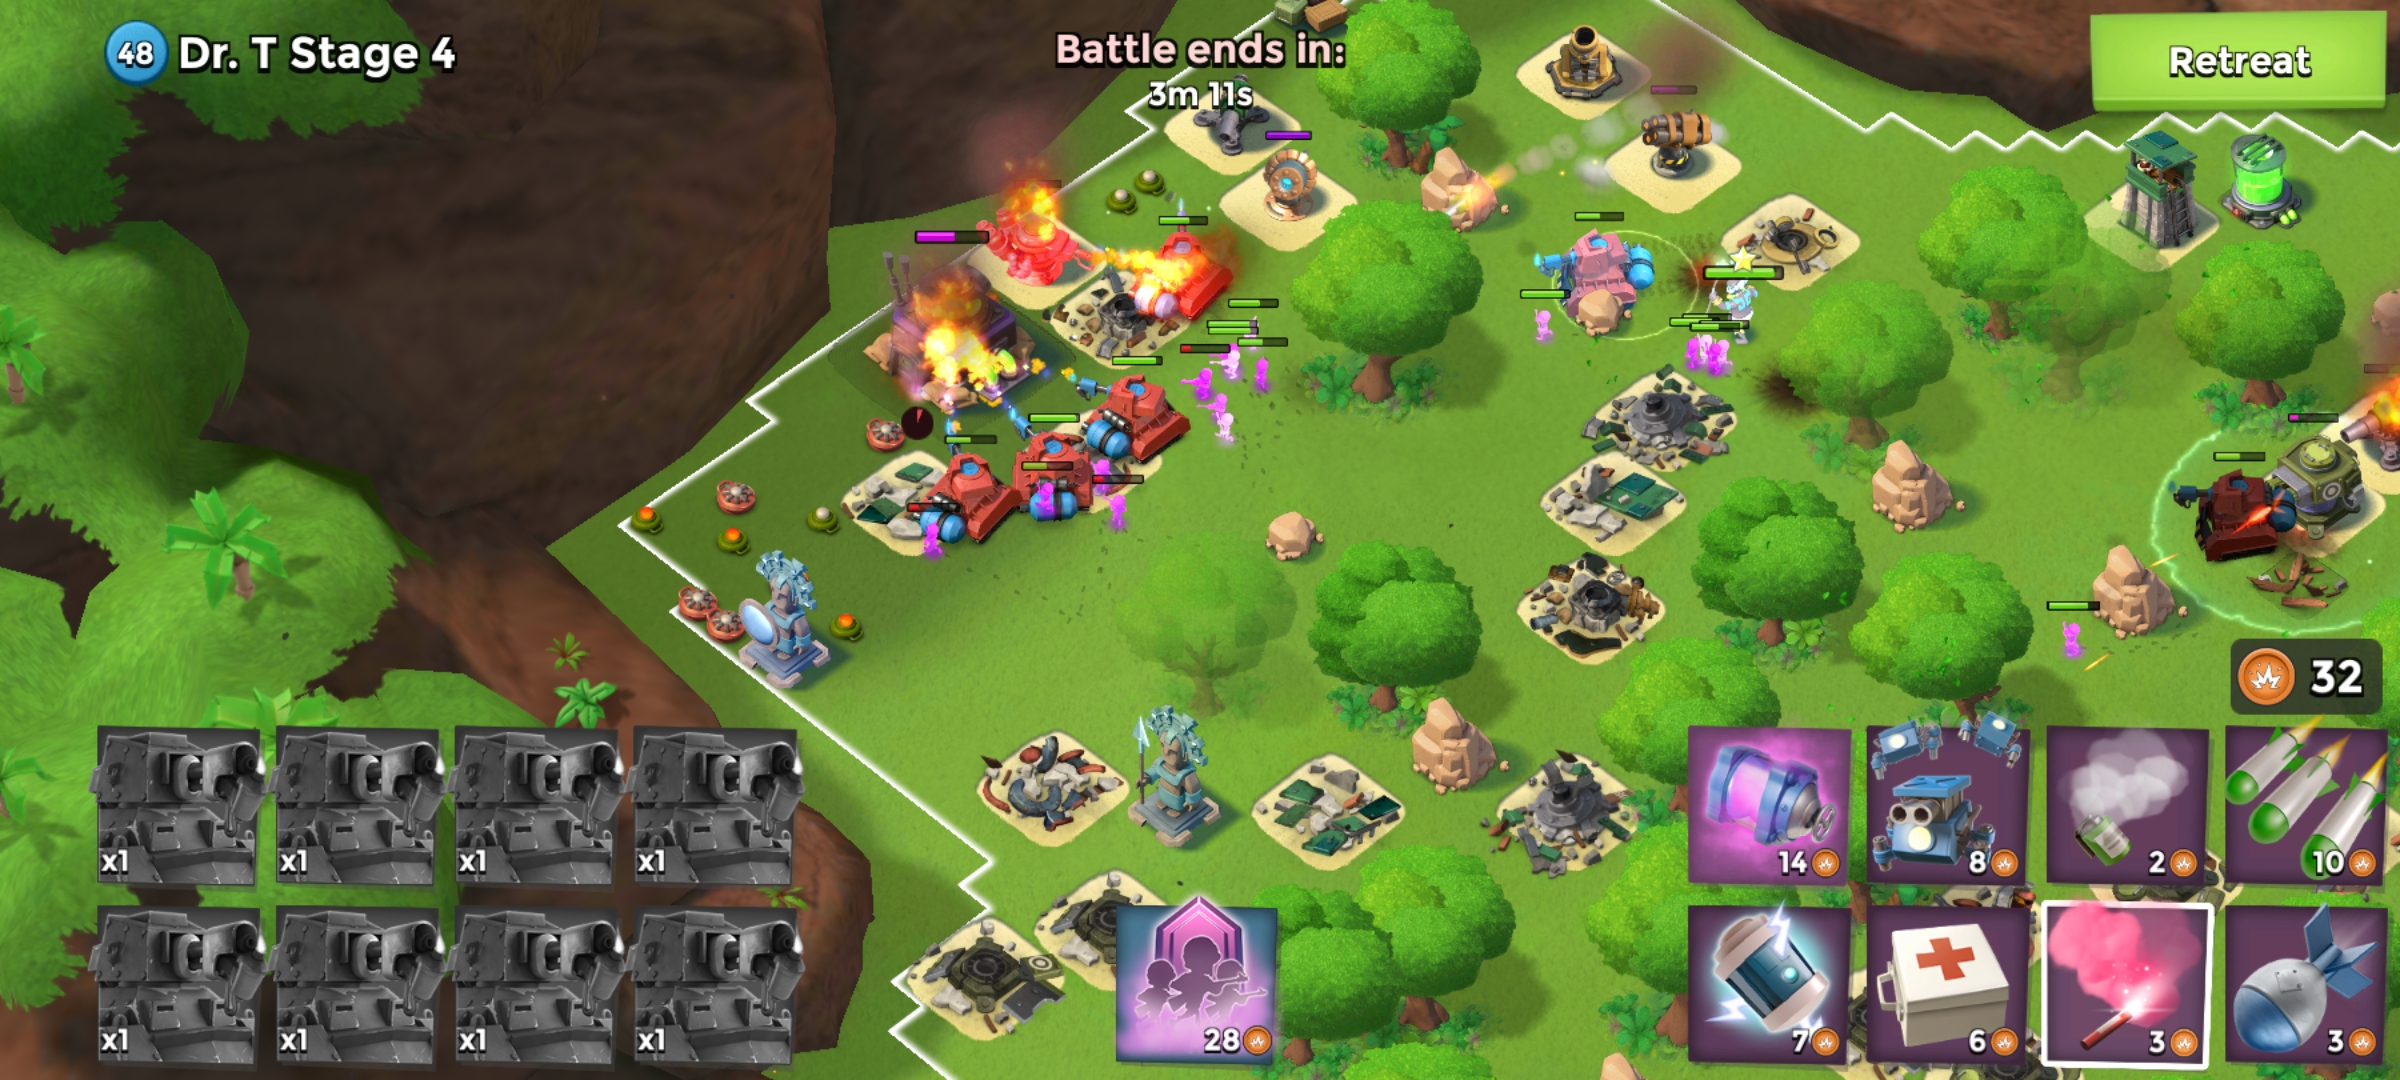 48 Dr. T Stage 4
Battle ends in:
3m 11s
Retreat
32
x1 x1 x1 x1
14 8 2 10
x1 x1 x1 x1
28
7 6 3 3